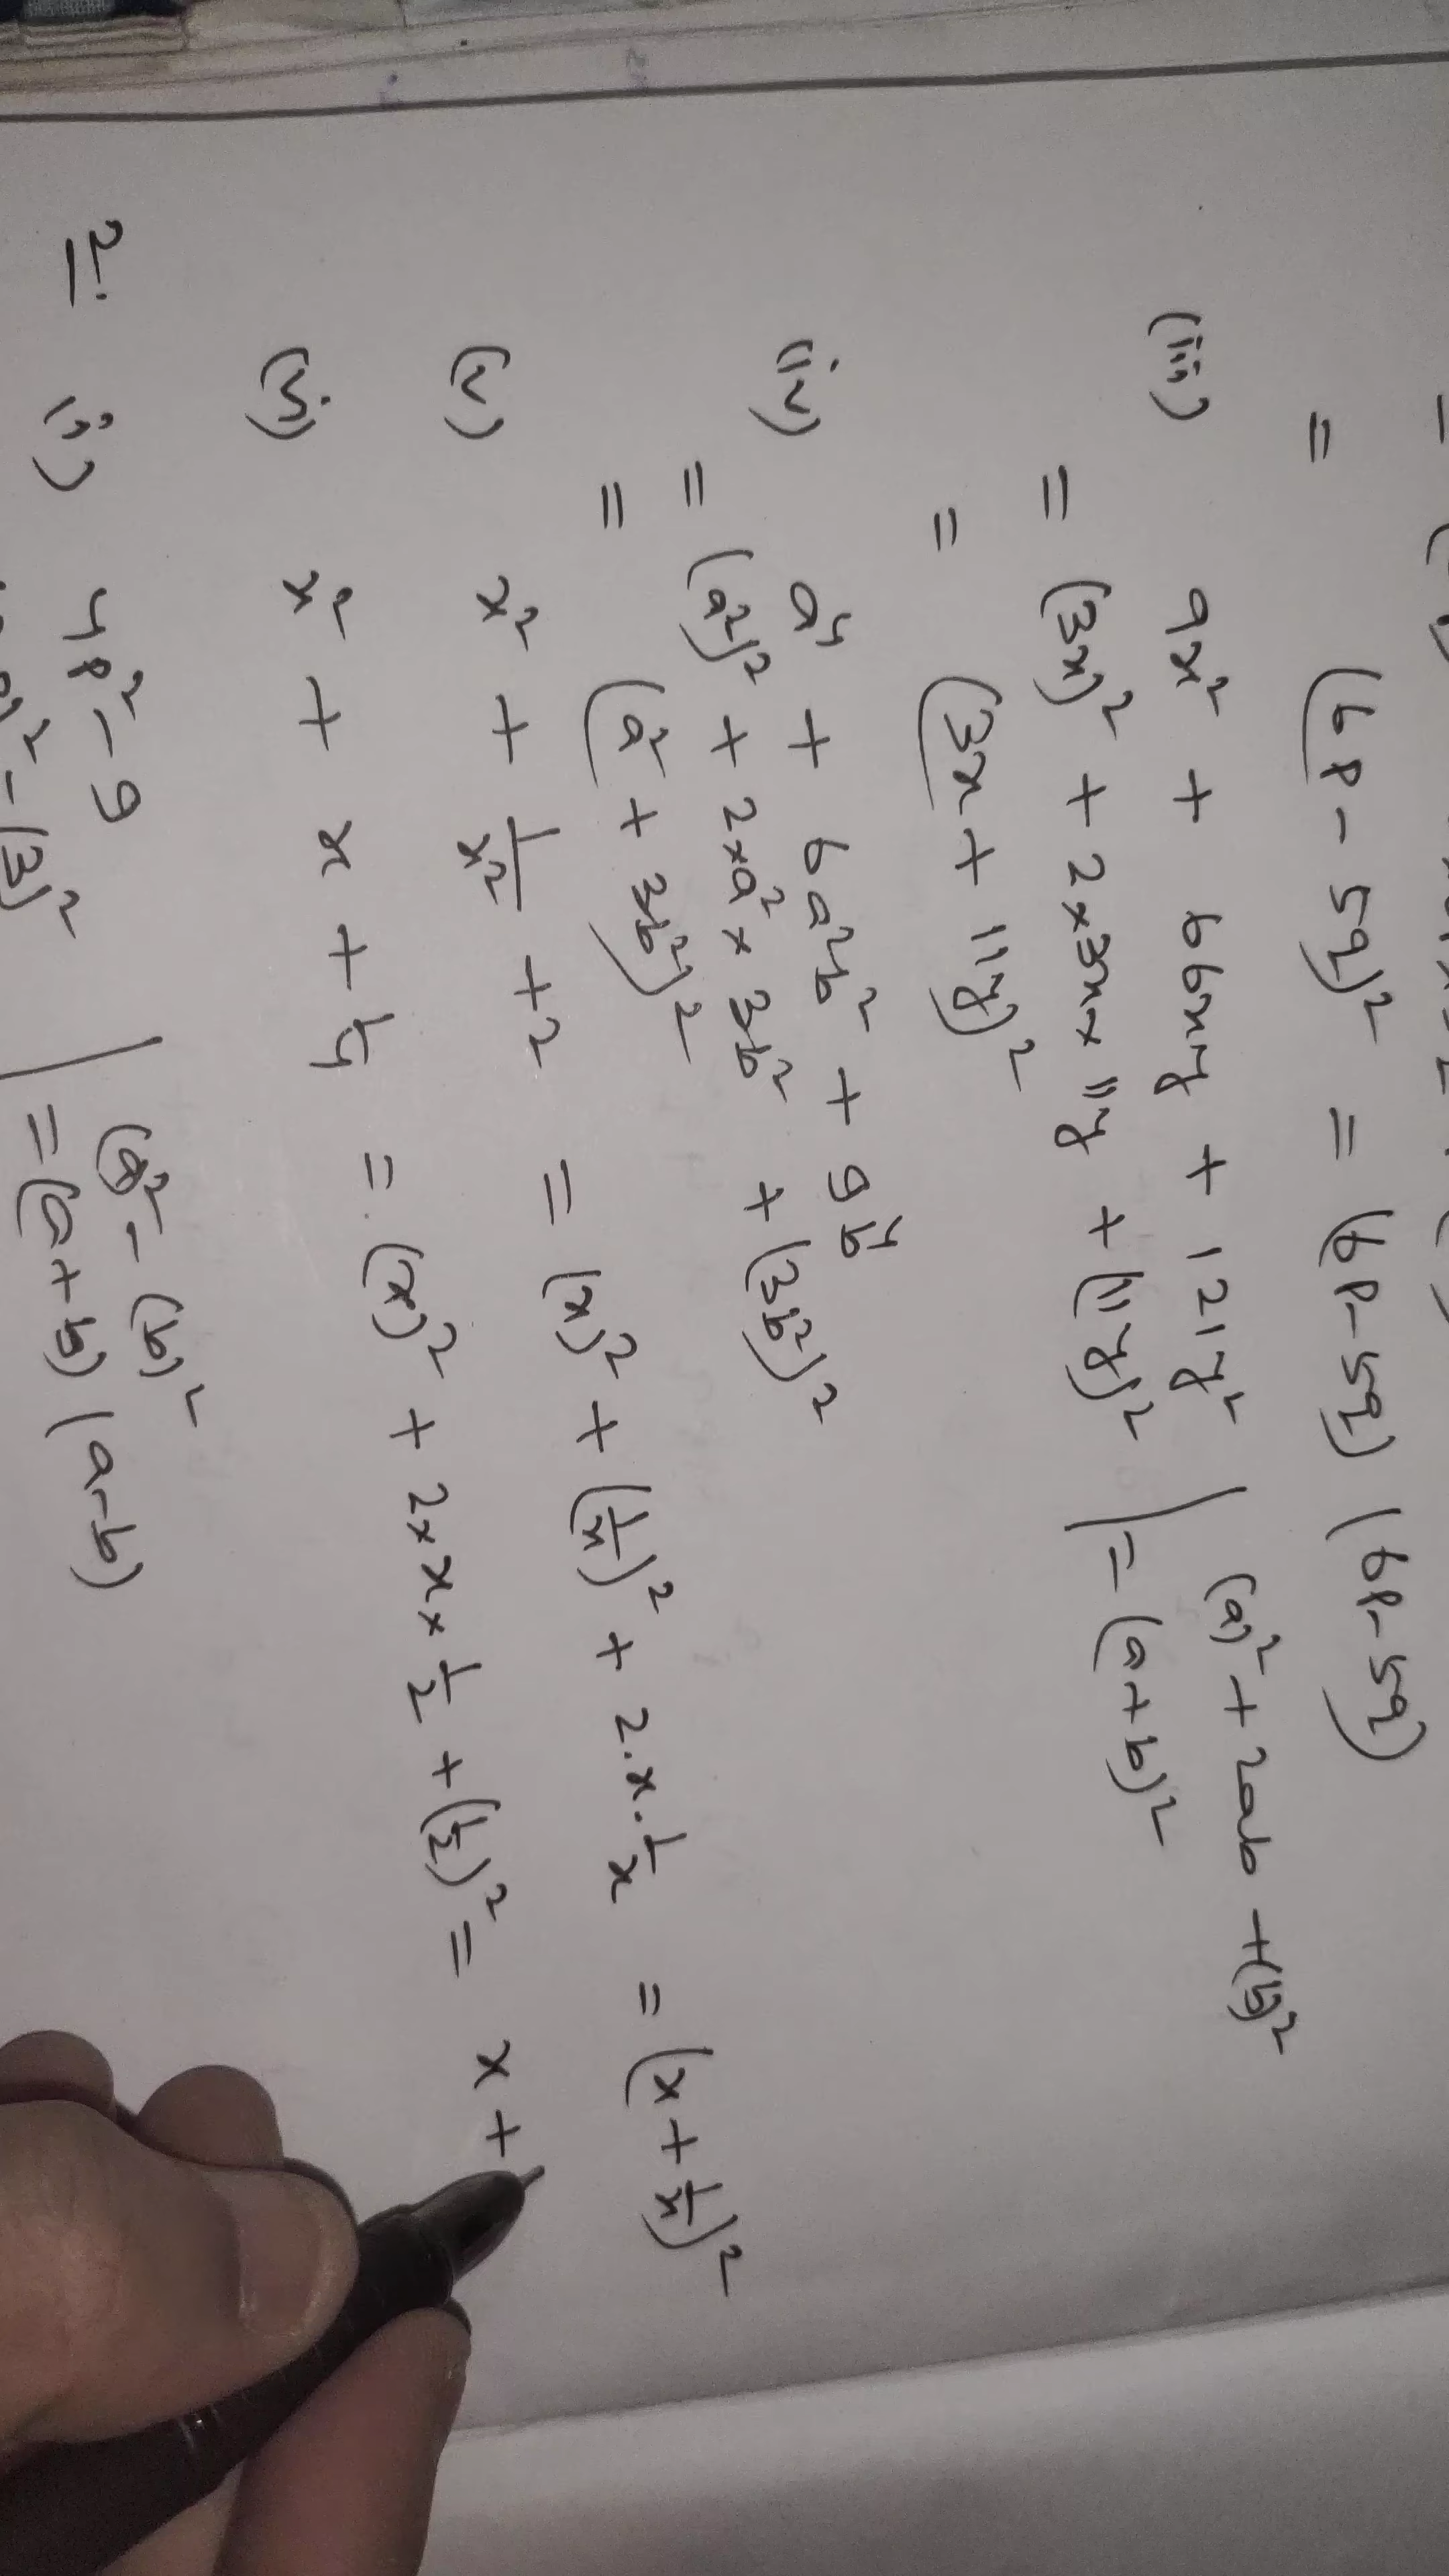 = (6p - 5q)² = (6p - 5q) (6p - 5q)
(iii) 9x² + 66xy + 121y² | (a)² + 2ab + (b)²
= (3x)² + 2×3x×11y + (11y)² | = (a+b)²
= (3x + 11y)²
(iv) a⁴ + 6a²b² + 9b⁴
= (a²)² + 2×a²×3b² + (3b²)²
= (a² + 3b²)²
(v) x² + 1/x² + 2 = (x)² + (1/x)² + 2.x.1/x = (x + 1/x)²
(vi) x² + x + 1/4 = (x)² + 2×x×1/2 + (1/2)² = x +
2. i) 4p² - 9 | (a)² - (b)²
² - (3)² | = (a+b) (a-b)